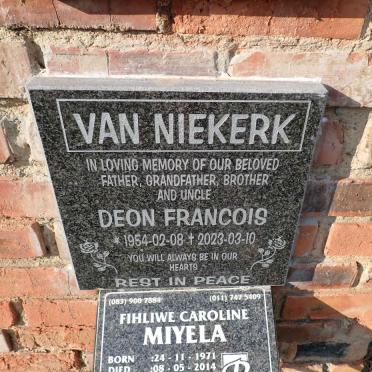 VAN NIEKERK
IN LOVING MEMORY OF OUR BELOVED
FATHER, GRANDFATHER, BROTHER
AND UNCLE
DEON FRANCOIS
* 1954-02-08 ✝ 2023-03-10
YOU WILL ALWAYS BE IN OUR
HEARTS
REST IN PEACE
(083) 900 7884 (011) 742 5409
FIHLIWE CAROLINE
MIYELA
BORN :24 - 11 - 1971
DIED :08 - 05 - 2014